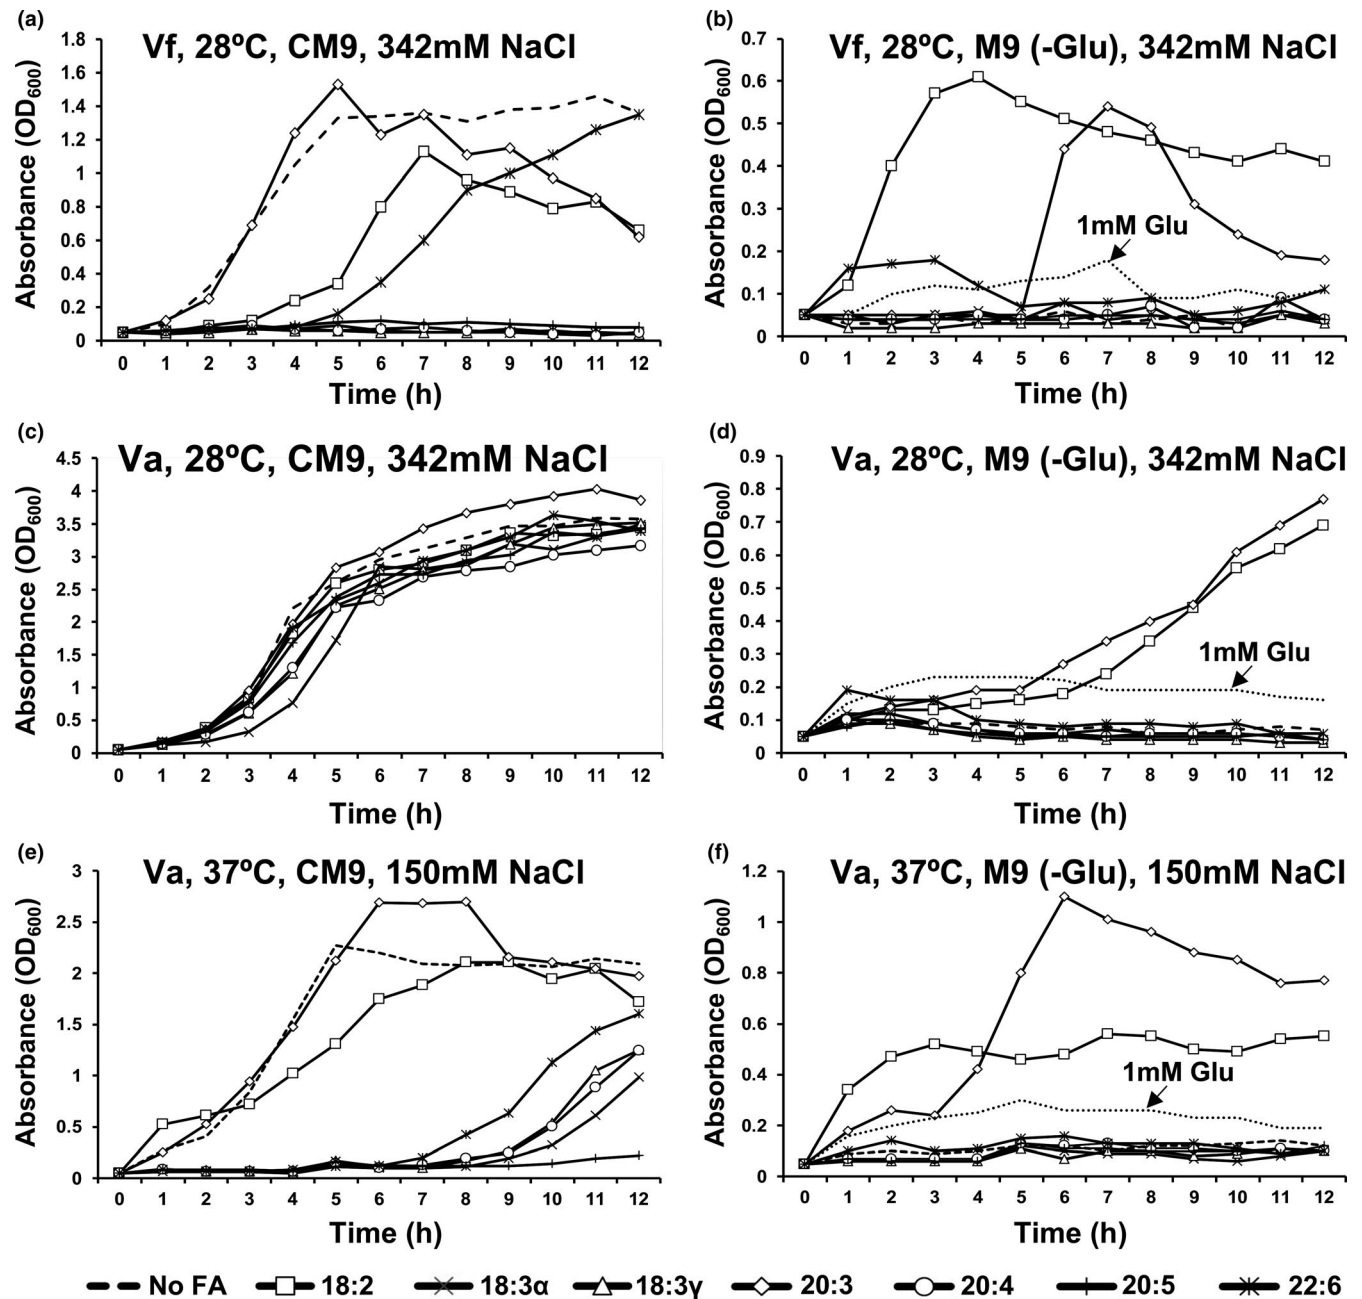 (a)
Vf, 28ºC, CM9, 342mM NaCl
Absorbance (OD600)
1.8
1.6
1.4
1.2
1
0.8
0.6
0.4
0.2
0
0 1 2 3 4 5 6 7 8 9 10 11 12
Time (h)
(b)
Vf, 28ºC, M9 (-Glu), 342mM NaCl
Absorbance (OD600)
0.7
0.6
0.5
0.4
0.3
0.2
0.1
0
1mM Glu
0 1 2 3 4 5 6 7 8 9 10 11 12
Time (h)
(c)
Va, 28ºC, CM9, 342mM NaCl
Absorbance (OD600)
4.5
4
3.5
3
2.5
2
1.5
1
0.5
0
0 1 2 3 4 5 6 7 8 9 10 11 12
Time (h)
(d)
Va, 28ºC, M9 (-Glu), 342mM NaCl
Absorbance (OD600)
0.9
0.8
0.7
0.6
0.5
0.4
0.3
0.2
0.1
0
1mM Glu
0 1 2 3 4 5 6 7 8 9 10 11 12
Time (h)
(e)
Va, 37ºC, CM9, 150mM NaCl
Absorbance (OD600)
3
2.5
2
1.5
1
0.5
0
0 1 2 3 4 5 6 7 8 9 10 11 12
Time (h)
(f)
Va, 37ºC, M9 (-Glu), 150mM NaCl
Absorbance (OD600)
1.2
1
0.8
0.6
0.4
0.2
0
1mM Glu
0 1 2 3 4 5 6 7 8 9 10 11 12
Time (h)
No FA 18:2 18:3α 18:3γ 20:3 20:4 20:5 22:6